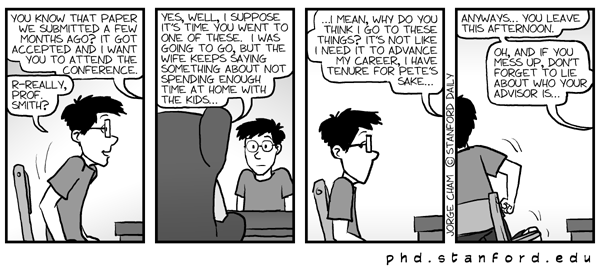 YOU KNOW THAT PAPER
WE SUBMITTED A FEW
MONTHS AGO? IT GOT
ACCEPTED AND I WANT
YOU TO ATTEND THE
CONFERENCE.
R-REALLY,
PROF.
SMITH?
YES, WELL, I SUPPOSE
IT'S TIME YOU WENT TO
ONE OF THESE. I WAS
GOING TO GO, BUT THE
WIFE KEEPS SAYING
SOMETHING ABOUT NOT
SPENDING ENOUGH
TIME AT HOME WITH
THE KIDS...
...I MEAN, WHY DO YOU
THINK I GO TO THESE
THINGS? IT'S NOT LIKE
I NEED IT TO ADVANCE
MY CAREER, I HAVE
TENURE FOR PETE'S
SAKE...
JORGE CHAM © STANFORD DAILY
ANYWAYS... YOU LEAVE
THIS AFTERNOON.
OH, AND IF YOU
MESS UP, DON'T
FORGET TO LIE
ABOUT WHO YOUR
ADVISOR IS...
phd.stanford.edu